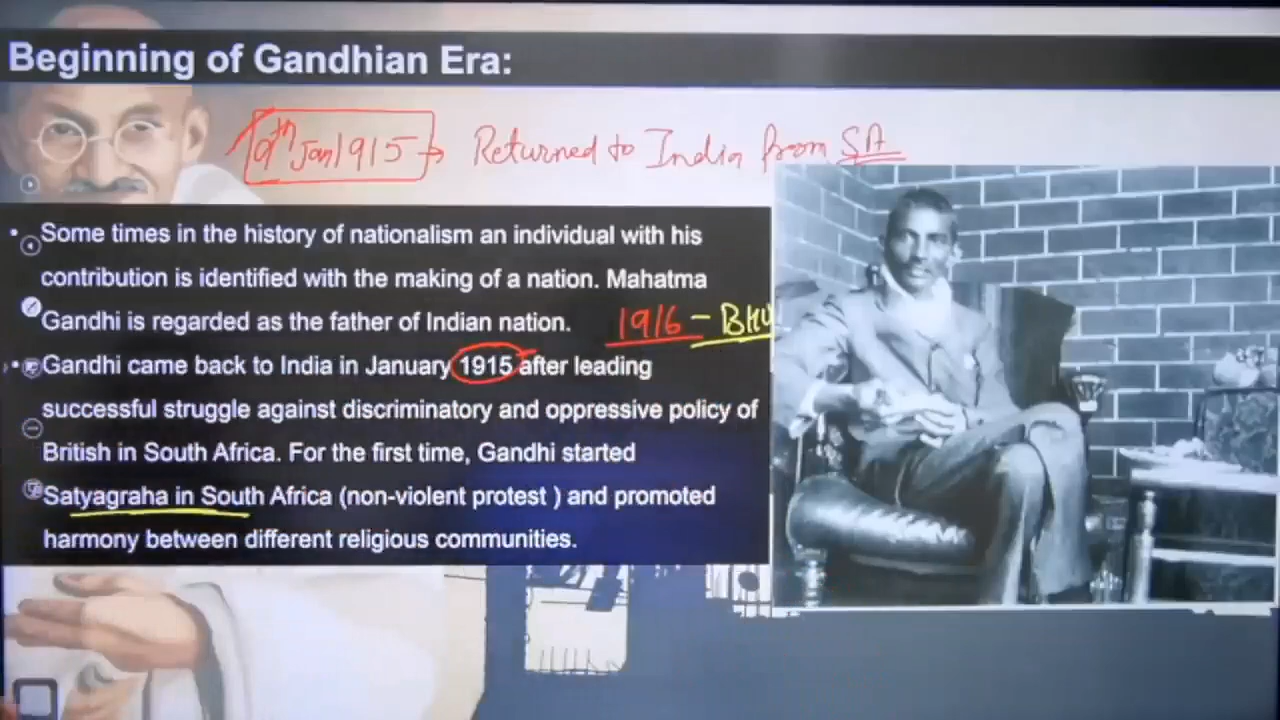 Beginning of Gandhian Era:
9th Jan 1915 → Returned to India from SA
• Some times in the history of nationalism an individual with his
contribution is identified with the making of a nation. Mahatma
Gandhi is regarded as the father of Indian nation.
1916 - BHU
• Gandhi came back to India in January 1915 after leading
successful struggle against discriminatory and oppressive policy of
British in South Africa. For the first time, Gandhi started
Satyagraha in South Africa (non-violent protest ) and promoted
harmony between different religious communities.